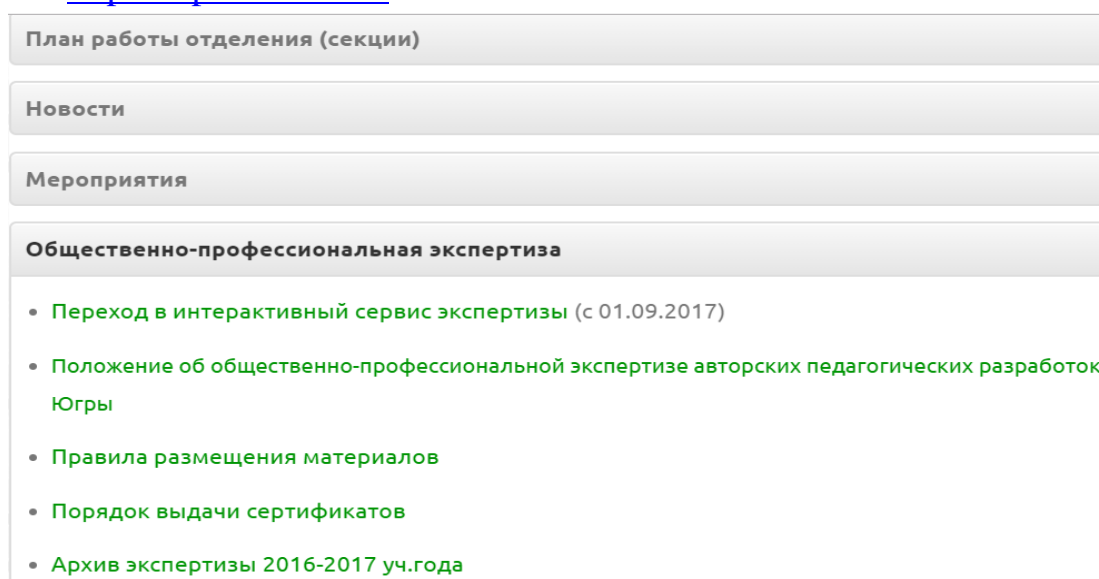 План работы отделения (секции)
Новости
Мероприятия
Общественно-профессиональная экспертиза
Переход в интерактивный сервис экспертизы (с 01.09.2017)
Положение об общественно-профессиональной экспертизе авторских педагогических разработок
Югры
Правила размещения материалов
Порядок выдачи сертификатов
Архив экспертизы 2016-2017 уч.года